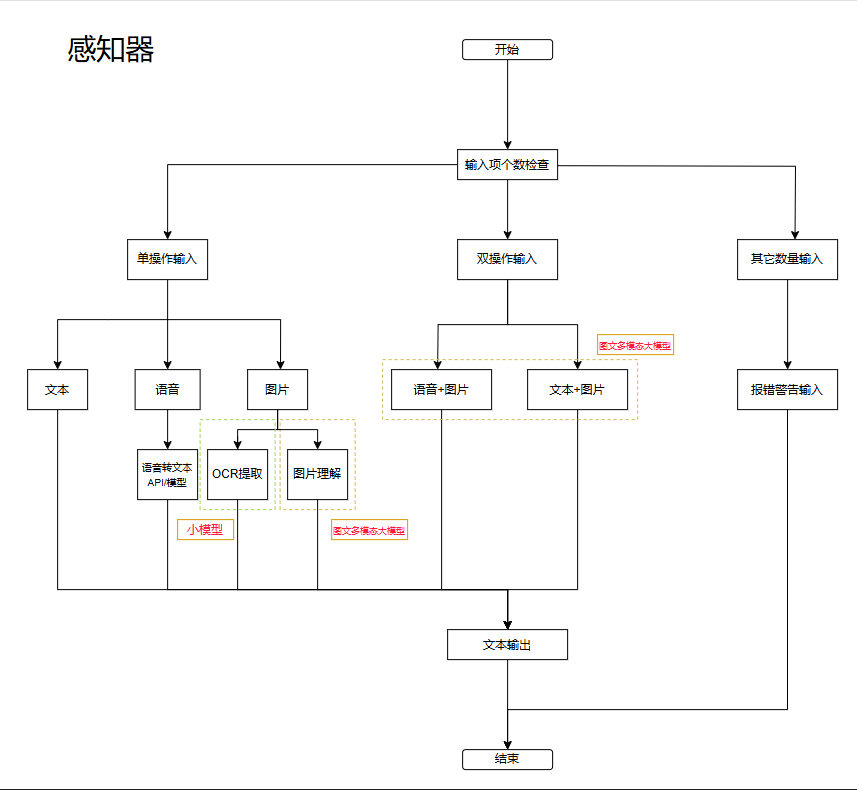 感知器
开始
输入项个数检查
单操作输入
双操作输入
其它数量输入
图文多模态大模型
文本
语音
图片
语音+图片
文本+图片
报错警告输入
语音转文本
API/模型
OCR提取
图片理解
小模型
图文多模态大模型
文本输出
结束